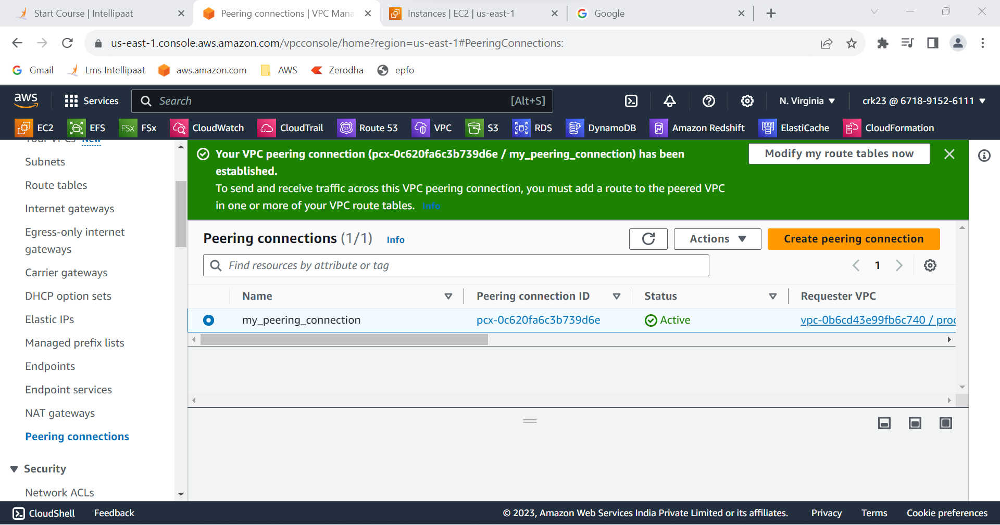 Start Course | Intellipaat
Peering connections | VPC Mana
Instances | EC2 | us-east-1
Google
us-east-1.console.aws.amazon.com/vpcconsole/home?region=us-east-1#PeeringConnections:
Gmail
Lms Intellipaat
aws.amazon.com
AWS
Zerodha
epfo
aws
Services
Search
[Alt+S]
N. Virginia
crk23 @ 6718-9152-6111
EC2
EFS
FSx
FSx
CloudWatch
CloudTrail
53
Route 53
VPC
S3
RDS
DynamoDB
Amazon Redshift
ElastiCache
CloudFormation
Your VPCs New
Subnets
Route tables
Internet gateways
Egress-only internet
gateways
Carrier gateways
DHCP option sets
Elastic IPs
Managed prefix lists
Endpoints
Endpoint services
NAT gateways
Peering connections
Security
Network ACLs
Your VPC peering connection (pcx-0c620fa6c3b739d6e / my_peering_connection) has been
established.
To send and receive traffic across this VPC peering connection, you must add a route to the peered VPC
in one or more of your VPC route tables. Info
Modify my route tables now
Peering connections (1/1) Info
Actions
Create peering connection
Find resources by attribute or tag
1
Name
Peering connection ID
Status
Requester VPC
my_peering_connection
pcx-0c620fa6c3b739d6e
Active
vpc-0b6cd43e99fb6c740 / proc
CloudShell
Feedback
© 2023, Amazon Web Services India Private Limited or its affiliates.
Privacy
Terms
Cookie preferences